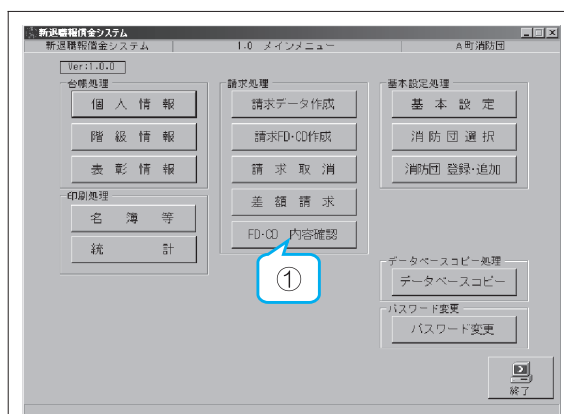 新退職報償金システム
新退職報償金システム 1-0 メインメニュー A町消防団
Ver:1.0.0
台帳処理
個人情報
階級情報
表彰情報
印刷処理
名簿等
統計
請求処理
請求データ作成
請求FD・CD作成
請求取消
差額請求
FD・CD 内容確認
①
基本設定処理
基本設定
消防団選択
消防団 登録・追加
データベースコピー処理
データベースコピー
パスワード変更
パスワード変更
終了